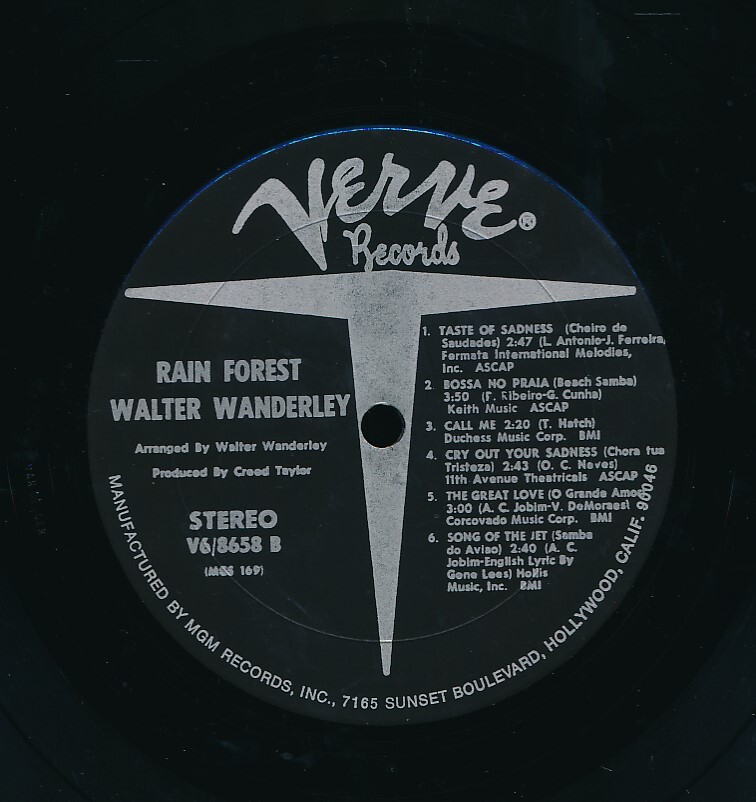 VERVE®
Records
RAIN FOREST
WALTER WANDERLEY
Arranged By Walter Wanderley
Produced By Creed Taylor
STEREO
V6/8658 B
(MGS 169)
1. TASTE OF SADNESS (Cheiro de
Saudades) 2:47 (L. Antonio-J. Ferreira,
Fermata International Melodies,
Inc. ASCAP
2. BOSSA NO PRAIA (Beach Samba)
3:50 (F. Ribeiro-G. Cunha)
Keith Music ASCAP
3. CALL ME 2:20 (T. Hatch)
Duchess Music Corp. BMI
4. CRY OUT YOUR SADNESS (Chora tua
Tristeza) 2:43 (O. C. Neves)
11th Avenue Theatricals ASCAP
5. THE GREAT LOVE (O Grande Amor)
3:00 (A. C. Jobim-V. DeMoraes)
Corcovado Music Corp. BMI
6. SONG OF THE JET (Samba
do Aviao) 2:40 (A. C.
Jobim-English Lyric By
Gene Lees) Hollis
Music, Inc. BMI
MANUFACTURED BY MGM RECORDS, INC., 7165 SUNSET BOULEVARD, HOLLYWOOD, CALIF. 90046